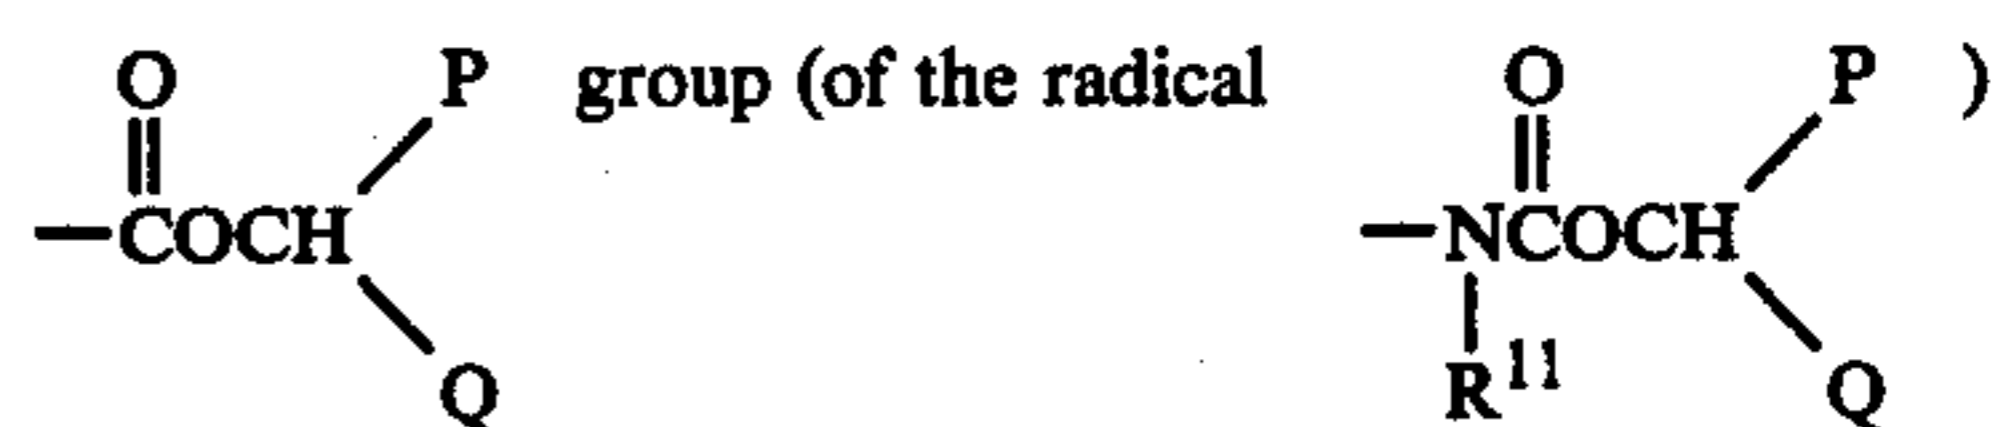 O P group (of the radical O P )
—COCH —NCOCH
Q R11 Q